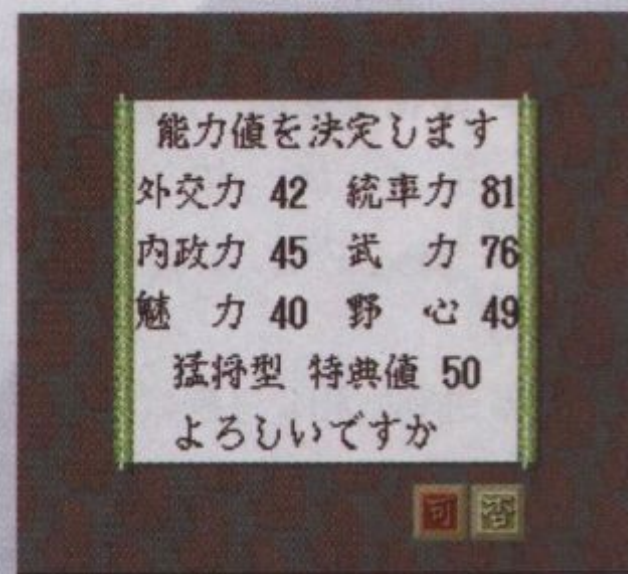 能力値を決定します
外交力 42 統率力 81
内政力 45 武 力 76
魅 力 40 野 心 49
猛将型 特典値 50
よろしいですか
可 否